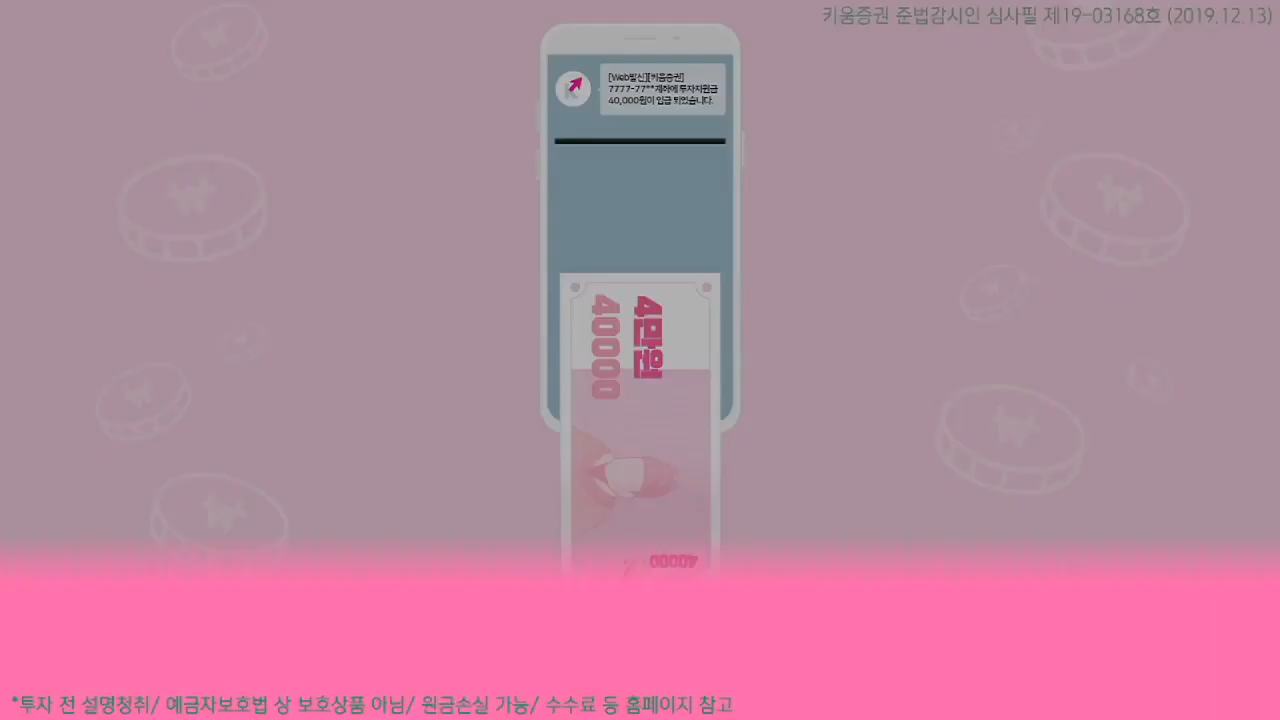 키움증권 준법감시인 심사필 제19-03168호 (2019.12.13)
[Web발신][키움증권]
7777-77**계좌에 투자지원금
40,000원이 입금 되었습니다.
4만원
40000
40000
*투자 전 설명청취/ 예금자보호법 상 보호상품 아님/ 원금손실 가능/ 수수료 등 홈페이지 참고